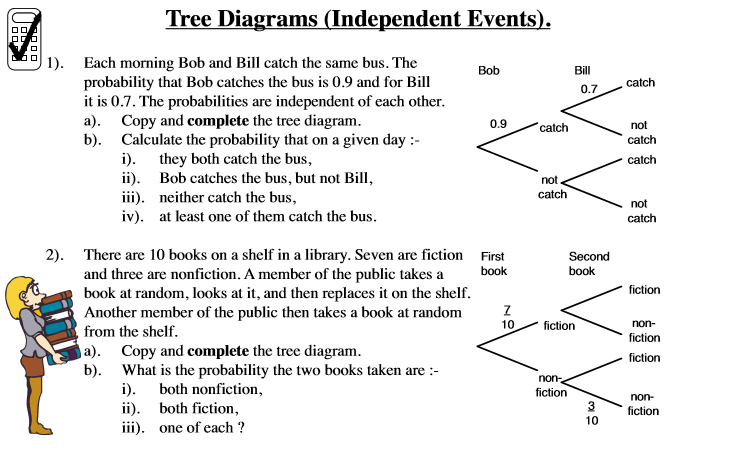 Tree Diagrams (Independent Events).
1). Each morning Bob and Bill catch the same bus. The
probability that Bob catches the bus is 0.9 and for Bill
it is 0.7. The probabilities are independent of each other.
a). Copy and complete the tree diagram.
b). Calculate the probability that on a given day :-
i). they both catch the bus,
ii). Bob catches the bus, but not Bill,
iii). neither catch the bus,
iv). at least one of them catch the bus.
Bob
Bill
0.7
catch
0.9
catch
not
catch
catch
not
catch
not
catch
2). There are 10 books on a shelf in a library. Seven are fiction
and three are nonfiction. A member of the public takes a
book at random, looks at it, and then replaces it on the shelf.
Another member of the public then takes a book at random
from the shelf.
a). Copy and complete the tree diagram.
b). What is the probability the two books taken are :-
i). both nonfiction,
ii). both fiction,
iii). one of each ?
First
book
Second
book
fiction
7
10
fiction
non-
fiction
fiction
non-
fiction
non-
fiction
3
10